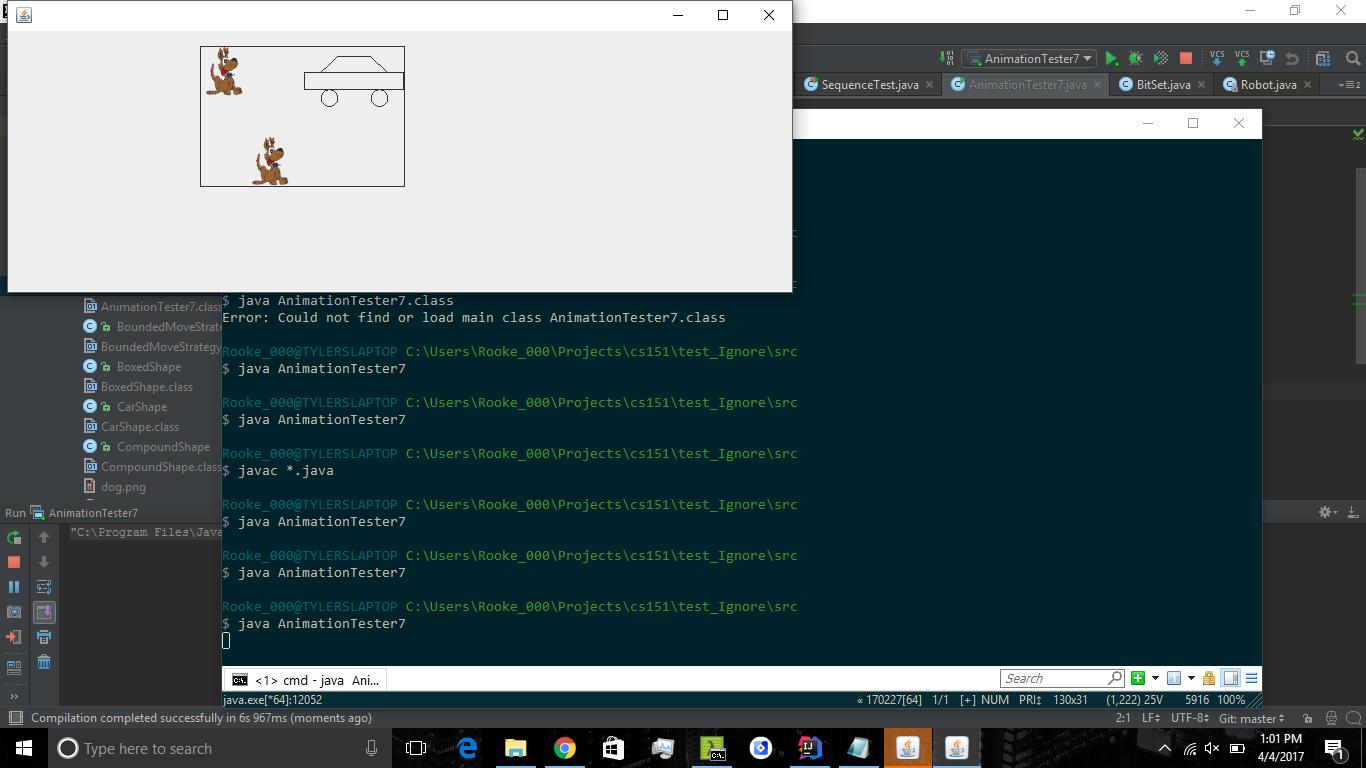 AnimationTester7
VCS VCS
SequenceTest.java
AnimationTester7.java
BitSet.java
Robot.java
2
$ java AnimationTester7.class
Error: Could not find or load main class AnimationTester7.class
Rooke_000@TYLERSLAPTOP C:\Users\Rooke_000\Projects\cs151\test_Ignore\src
$ java AnimationTester7
Rooke_000@TYLERSLAPTOP C:\Users\Rooke_000\Projects\cs151\test_Ignore\src
$ java AnimationTester7
Rooke_000@TYLERSLAPTOP C:\Users\Rooke_000\Projects\cs151\test_Ignore\src
$ javac *.java
Rooke_000@TYLERSLAPTOP C:\Users\Rooke_000\Projects\cs151\test_Ignore\src
$ java AnimationTester7
Rooke_000@TYLERSLAPTOP C:\Users\Rooke_000\Projects\cs151\test_Ignore\src
$ java AnimationTester7
Rooke_000@TYLERSLAPTOP C:\Users\Rooke_000\Projects\cs151\test_Ignore\src
$ java AnimationTester7
AnimationTester7.class
BoundedMoveStrate
BoundedMoveStrategy
BoxedShape
BoxedShape.class
CarShape
CarShape.class
CompoundShape
CompoundShape.class
dog.png
Run AnimationTester7
"C:\Program Files\Java
<1> cmd - java Ani...
Search
java.exe[*64]:12052
« 170227[64] 1/1 [+] NUM PRI‡ 130x31 (1,222) 25V 5916 100%
Compilation completed successfully in 6s 967ms (moments ago)
2:1 LF‡ UTF-8‡ Git: master‡
Type here to search
1:01 PM
4/4/2017
1